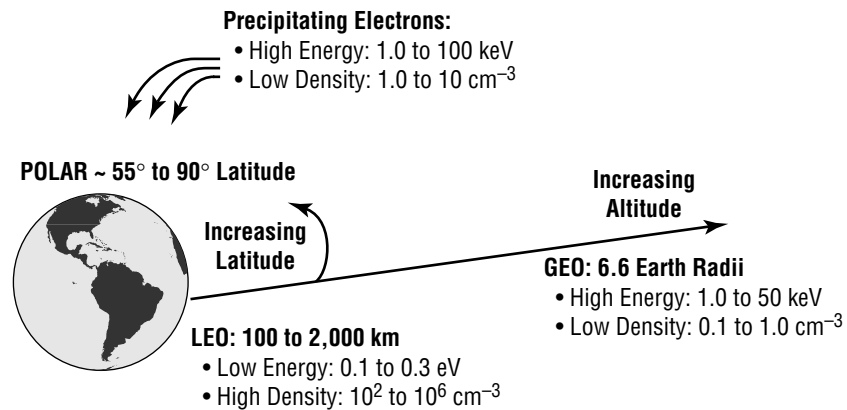 Precipitating Electrons:
• High Energy: 1.0 to 100 keV
• Low Density: 1.0 to 10 cm⁻³
POLAR ~ 55° to 90° Latitude
Increasing
Latitude
Increasing
Altitude
GEO: 6.6 Earth Radii
• High Energy: 1.0 to 50 keV
• Low Density: 0.1 to 1.0 cm⁻³
LEO: 100 to 2,000 km
• Low Energy: 0.1 to 0.3 eV
• High Density: 10² to 10⁶ cm⁻³